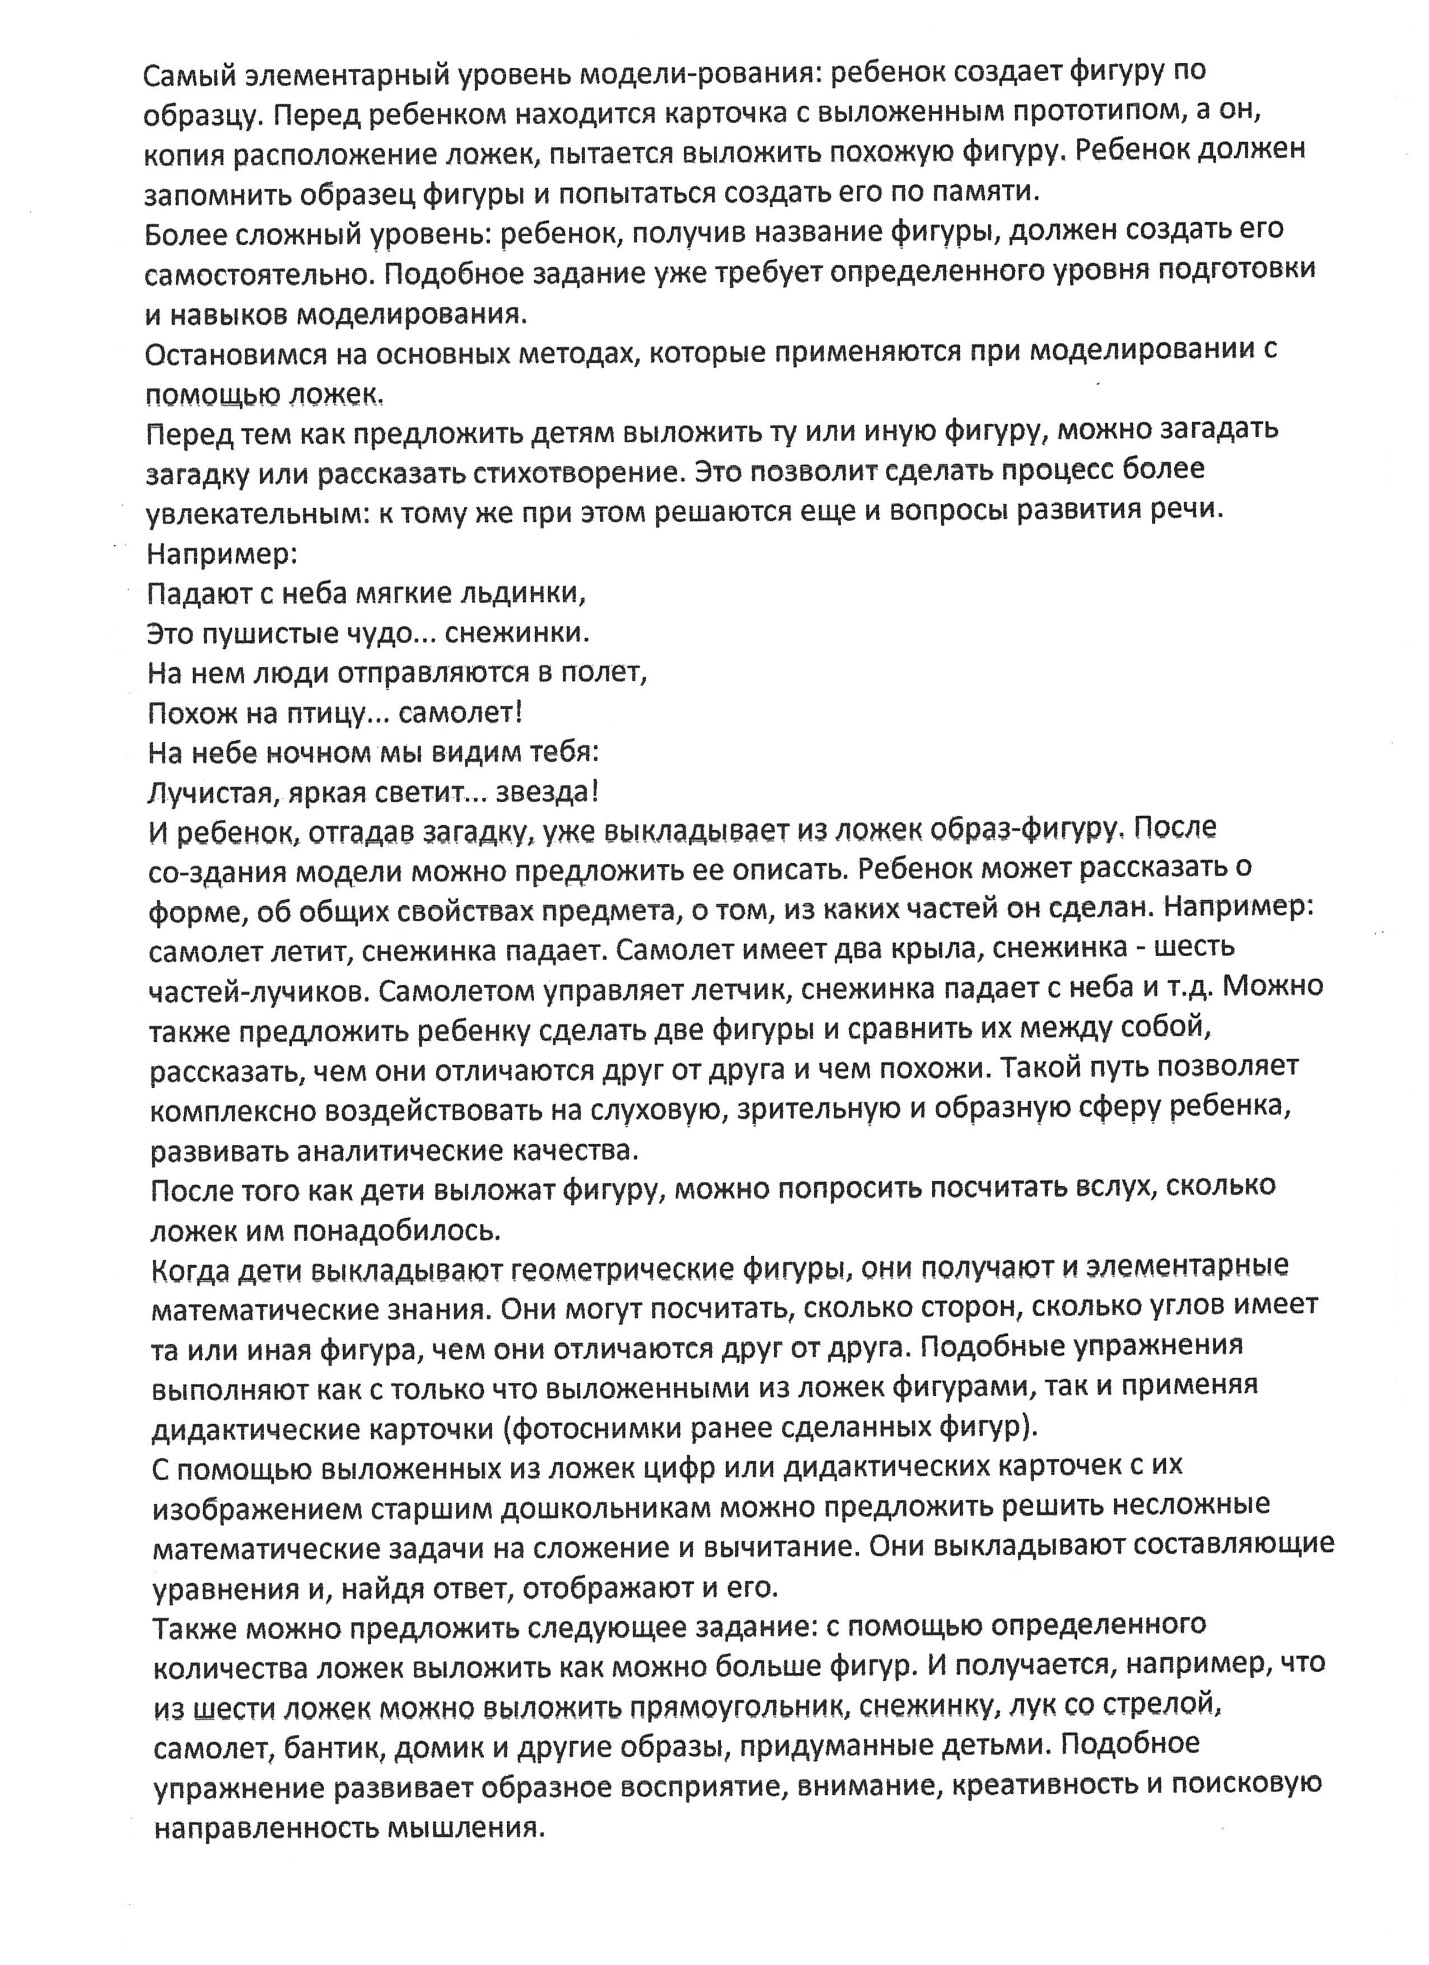 Самый элементарный уровень модели-рования: ребенок создает фигуру по
образцу. Перед ребенком находится карточка с выложенным прототипом, а он,
копия расположение ложек, пытается выложить похожую фигуру. Ребенок должен
запомнить образец фигуры и попытаться создать его по памяти.
Более сложный уровень: ребенок, получив название фигуры, должен создать его
самостоятельно. Подобное задание уже требует определенного уровня подготовки
и навыков моделирования.
Остановимся на основных методах, которые применяются при моделировании с
помощью ложек.
Перед тем как предложить детям выложить ту или иную фигуру, можно загадать
загадку или рассказать стихотворение. Это позволит сделать процесс более
увлекательным: к тому же при этом решаются еще и вопросы развития речи.
Например:
Падают с неба мягкие льдинки,
Это пушистые чудо... снежинки.
На нем люди отправляются в полет,
Похож на птицу... самолет!
На небе ночном мы видим тебя:
Лучистая, яркая светит... звезда!
И ребенок, отгадав загадку, уже выкладывает из ложек образ-фигуру. После
со-здания модели можно предложить ее описать. Ребенок может рассказать о
форме, об общих свойствах предмета, о том, из каких частей он сделан. Например:
самолет летит, снежинка падает. Самолет имеет два крыла, снежинка - шесть
частей-лучиков. Самолетом управляет летчик, снежинка падает с неба и т.д. Можно
также предложить ребенку сделать две фигуры и сравнить их между собой,
рассказать, чем они отличаются друг от друга и чем похожи. Такой путь позволяет
комплексно воздействовать на слуховую, зрительную и образную сферу ребенка,
развивать аналитические качества.
После того как дети выложат фигуру, можно попросить посчитать вслух, сколько
ложек им понадобилось.
Когда дети выкладывают геометрические фигуры, они получают и элементарные
математические знания. Они могут посчитать, сколько сторон, сколько углов имеет
та или иная фигура, чем они отличаются друг от друга. Подобные упражнения
выполняют как с только что выложенными из ложек фигурами, так и применяя
дидактические карточки (фотоснимки ранее сделанных фигур).
С помощью выложенных из ложек цифр или дидактических карточек с их
изображением старшим дошкольникам можно предложить решить несложные
математические задачи на сложение и вычитание. Они выкладывают составляющие
уравнения и, найдя ответ, отображают и его.
Также можно предложить следующее задание: с помощью определенного
количества ложек выложить как можно больше фигур. И получается, например, что
из шести ложек можно выложить прямоугольник, снежинку, лук со стрелой,
самолет, бантик, домик и другие образы, придуманные детьми. Подобное
упражнение развивает образное восприятие, внимание, креативность и поисковую
направленность мышления.